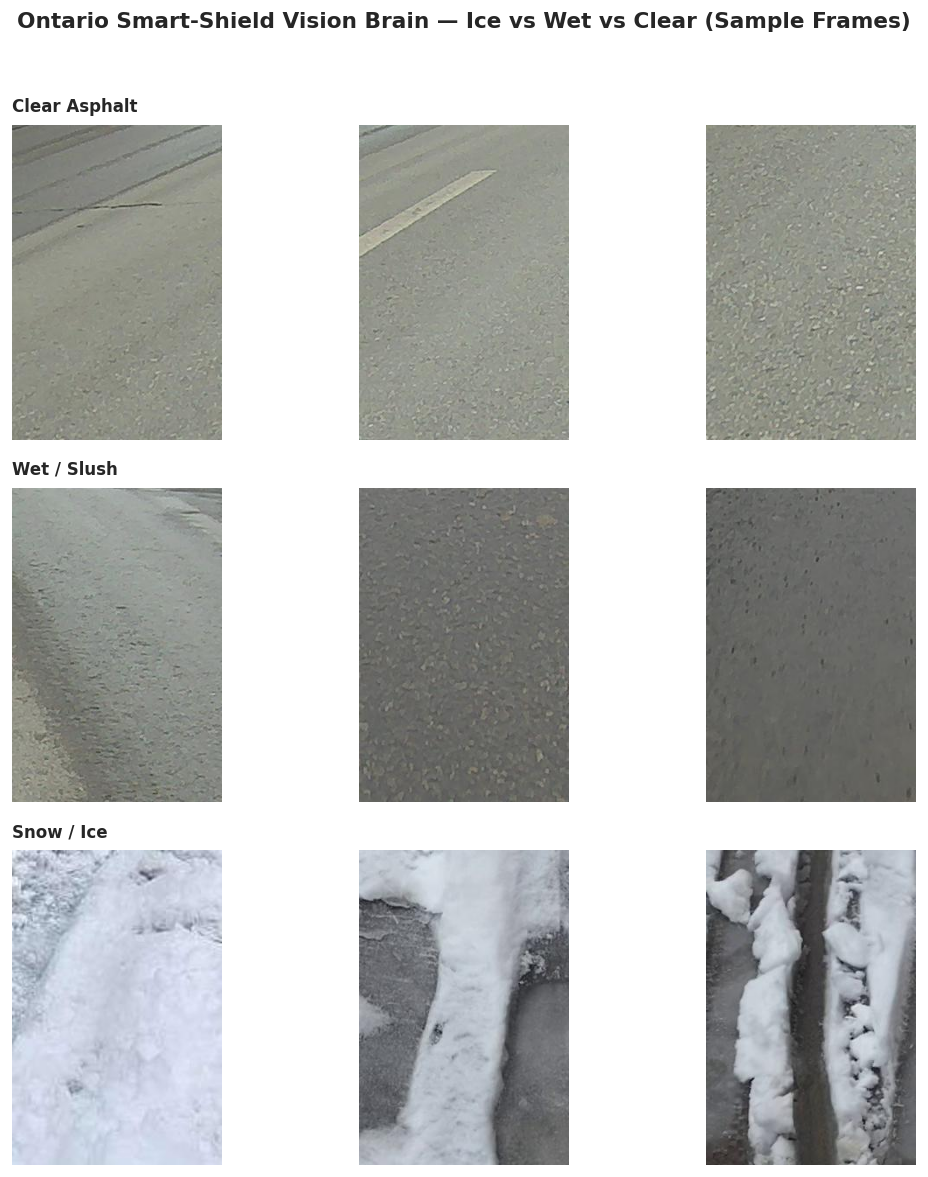 Ontario Smart-Shield Vision Brain — Ice vs Wet vs Clear (Sample Frames)
Clear Asphalt
Wet / Slush
Snow / Ice